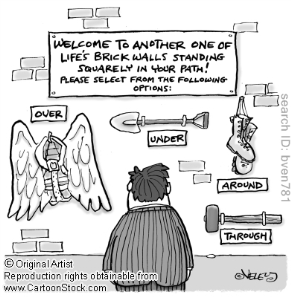 WELCOME TO ANOTHER ONE OF
LIFE'S BRICK WALLS STANDING
SQUARELY IN YOUR PATH!
PLEASE SELECT FROM THE FOLLOWING
OPTIONS:
OVER
UNDER
AROUND
THROUGH
search ID: bven781
© Original Artist
Reproduction rights obtainable from
www.CartoonStock.com